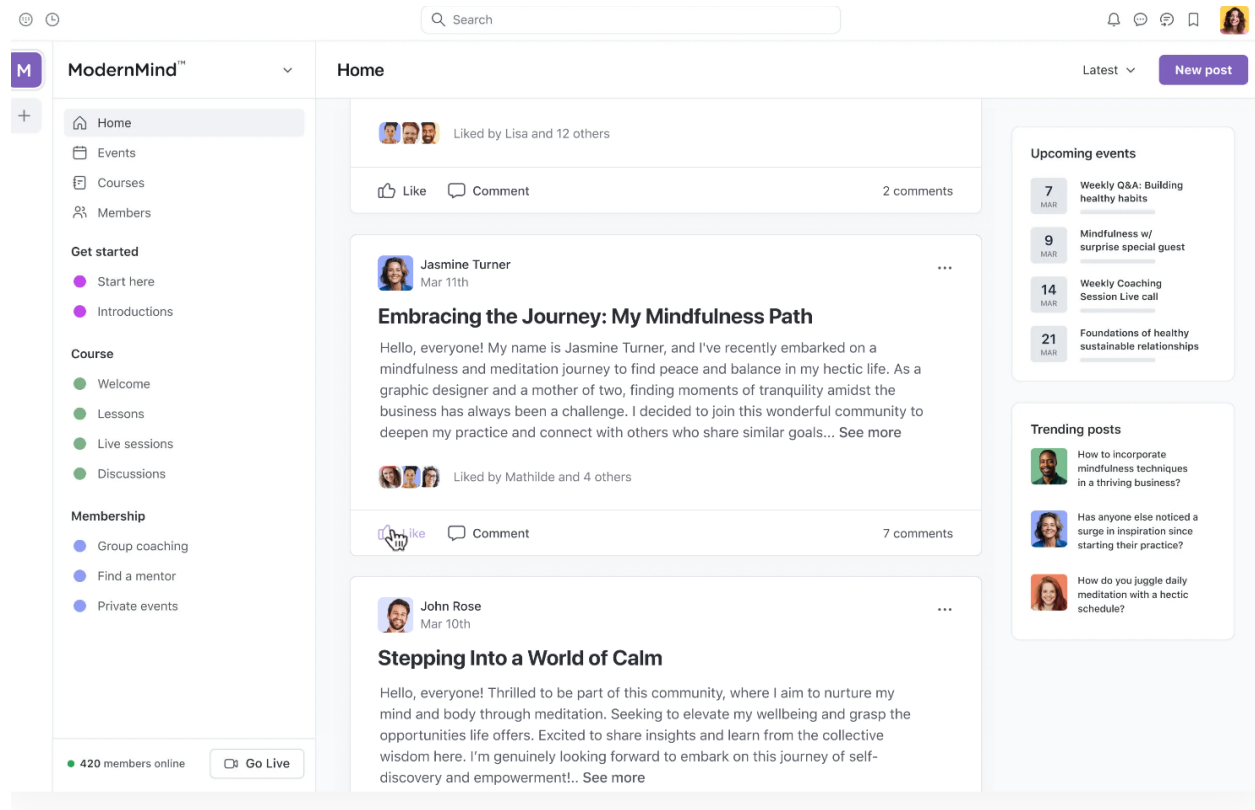 Search
M
ModernMind™
Home
Latest
New post
Home
Events
Courses
Members
Get started
Start here
Introductions
Course
Welcome
Lessons
Live sessions
Discussions
Membership
Group coaching
Find a mentor
Private events
420 members online
Go Live
Liked by Lisa and 12 others
Like
Comment
2 comments
Jasmine Turner
Mar 11th
Embracing the Journey: My Mindfulness Path
Hello, everyone! My name is Jasmine Turner, and I've recently embarked on a
mindfulness and meditation journey to find peace and balance in my hectic life. As a
graphic designer and a mother of two, finding moments of tranquility amidst the
business has always been a challenge. I decided to join this wonderful community to
deepen my practice and connect with others who share similar goals... See more
Liked by Mathilde and 4 others
Like
Comment
7 comments
John Rose
Mar 10th
Stepping Into a World of Calm
Hello, everyone! Thrilled to be part of this community, where I aim to nurture my
mind and body through meditation. Seeking to elevate my wellbeing and grasp the
opportunities life offers. Excited to share insights and learn from the collective
wisdom here. I'm genuinely looking forward to embark on this journey of self-
discovery and empowerment!.. See more
Upcoming events
7
MAR
Weekly Q&A: Building
healthy habits
9
MAR
Mindfulness w/
surprise special guest
14
MAR
Weekly Coaching
Session Live call
21
MAR
Foundations of healthy
sustainable relationships
Trending posts
How to incorporate
mindfulness techniques
in a thriving business?
Has anyone else noticed a
surge in inspiration since
starting their practice?
How do you juggle daily
meditation with a hectic
schedule?